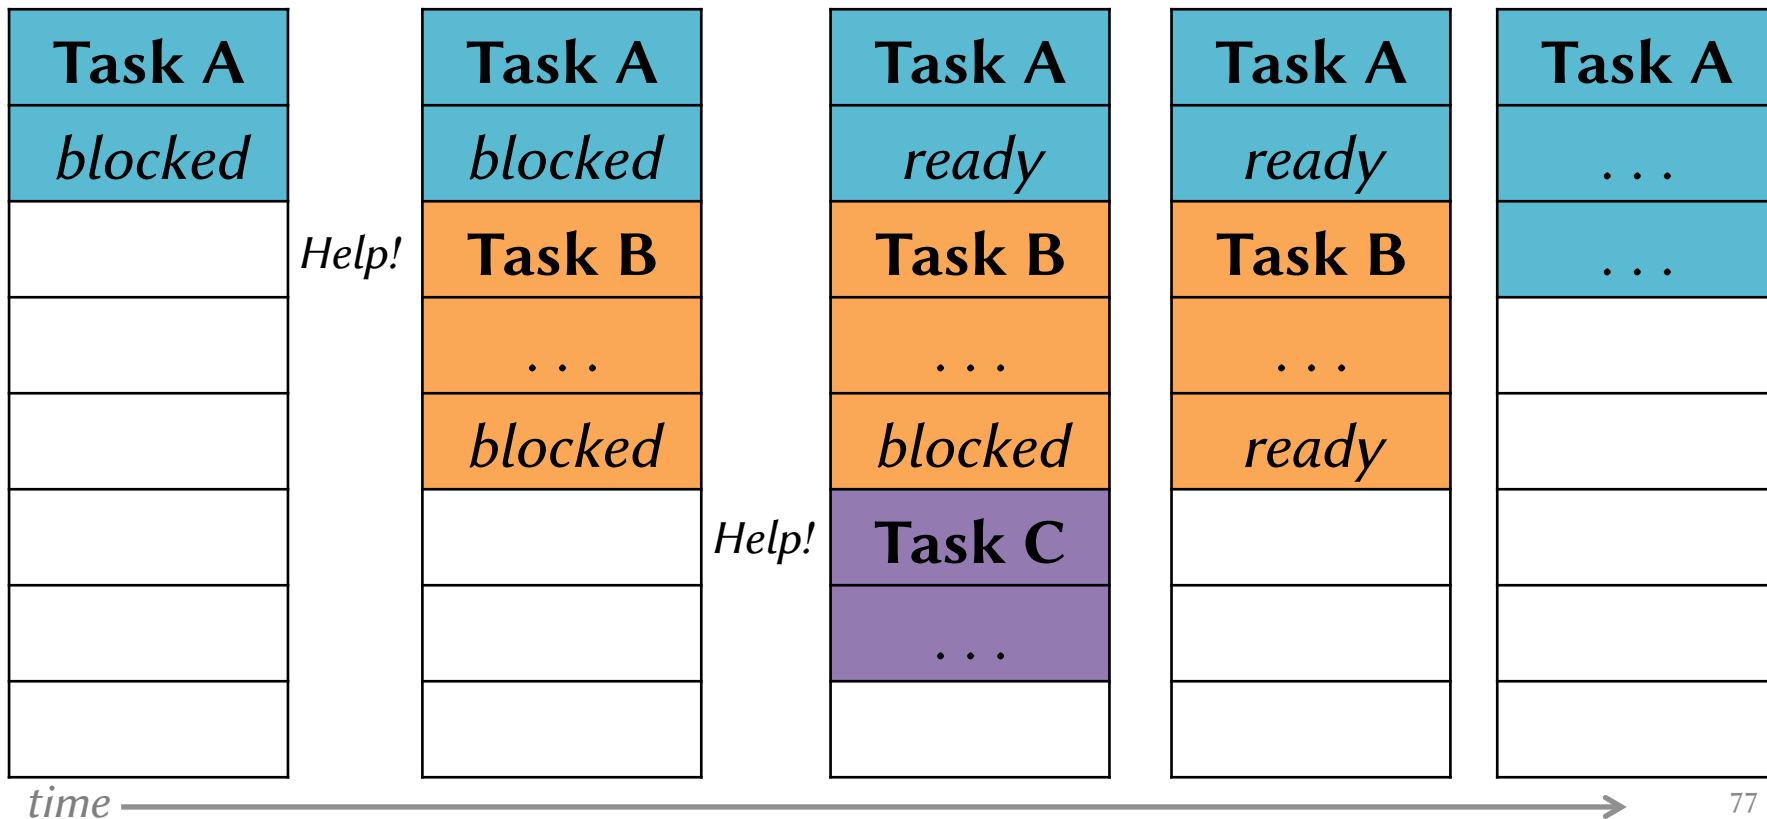 Task A
Task A
Task A
Task A
Task A
blocked
blocked
ready
ready
. . .
Help!
Task B
Task B
Task B
. . .
. . .
. . .
. . .
blocked
blocked
ready
Help!
Task C
. . .
time
77